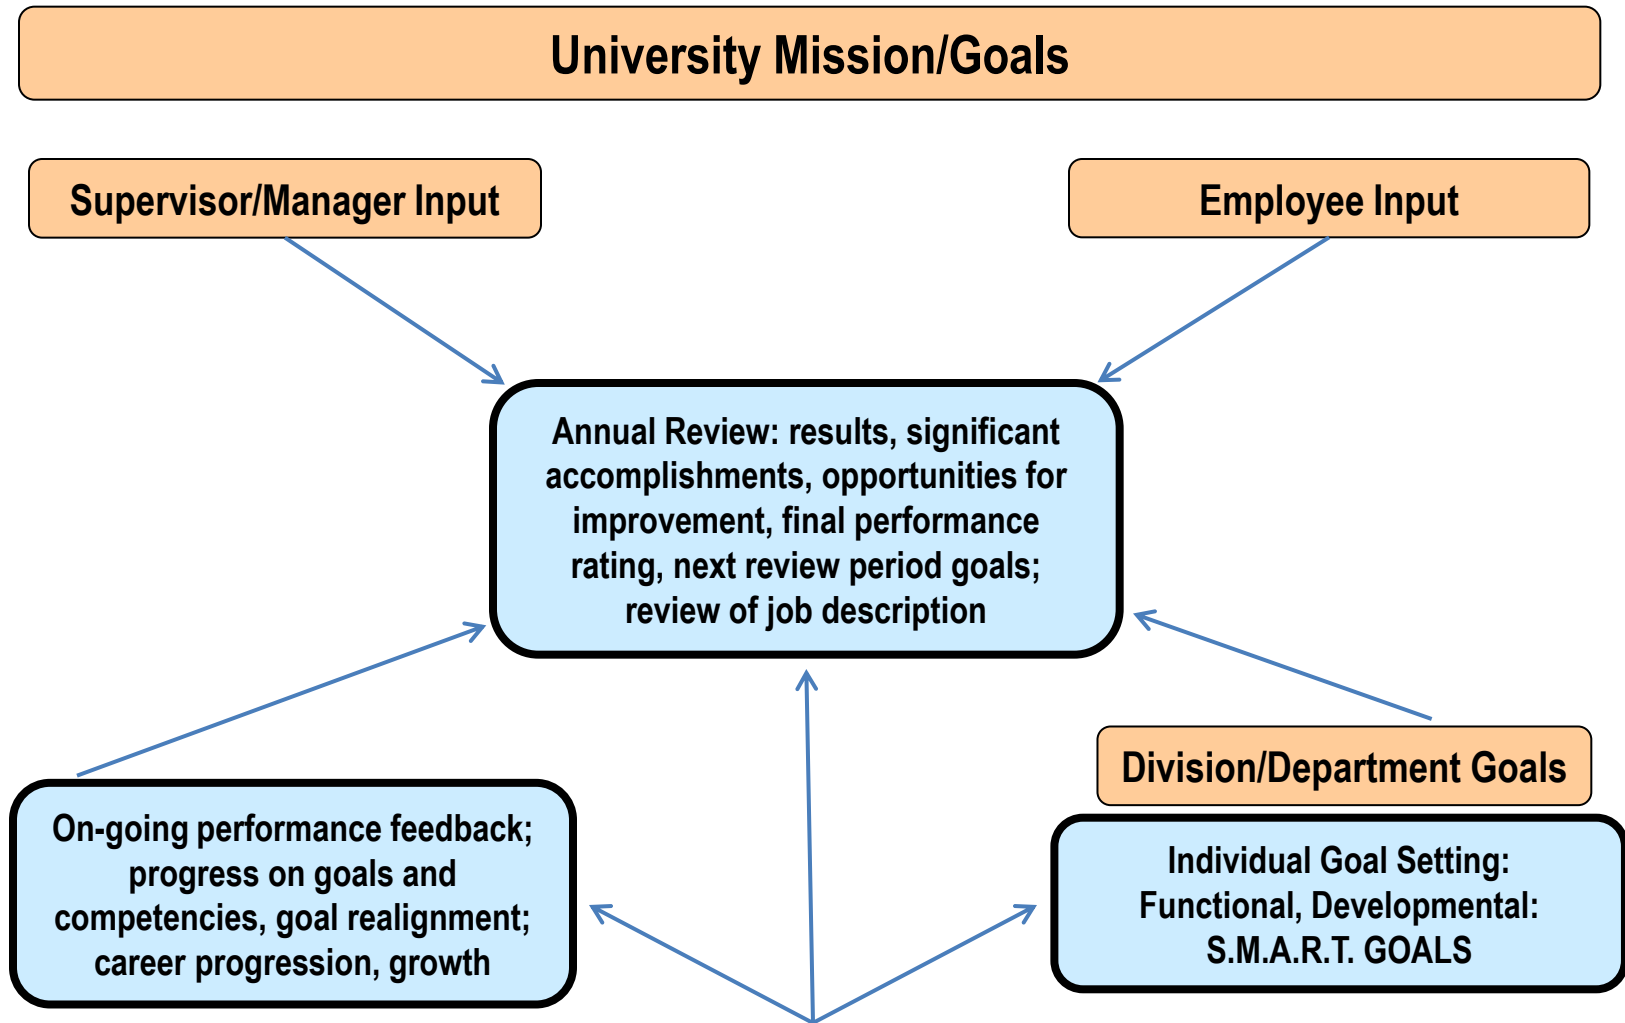 University Mission/Goals
Supervisor/Manager Input
Employee Input
Annual Review: results, significant
accomplishments, opportunities for
improvement, final performance
rating, next review period goals;
review of job description
Division/Department Goals
On-going performance feedback;
progress on goals and
competencies, goal realignment;
career progression, growth
Individual Goal Setting:
Functional, Developmental:
S.M.A.R.T. GOALS